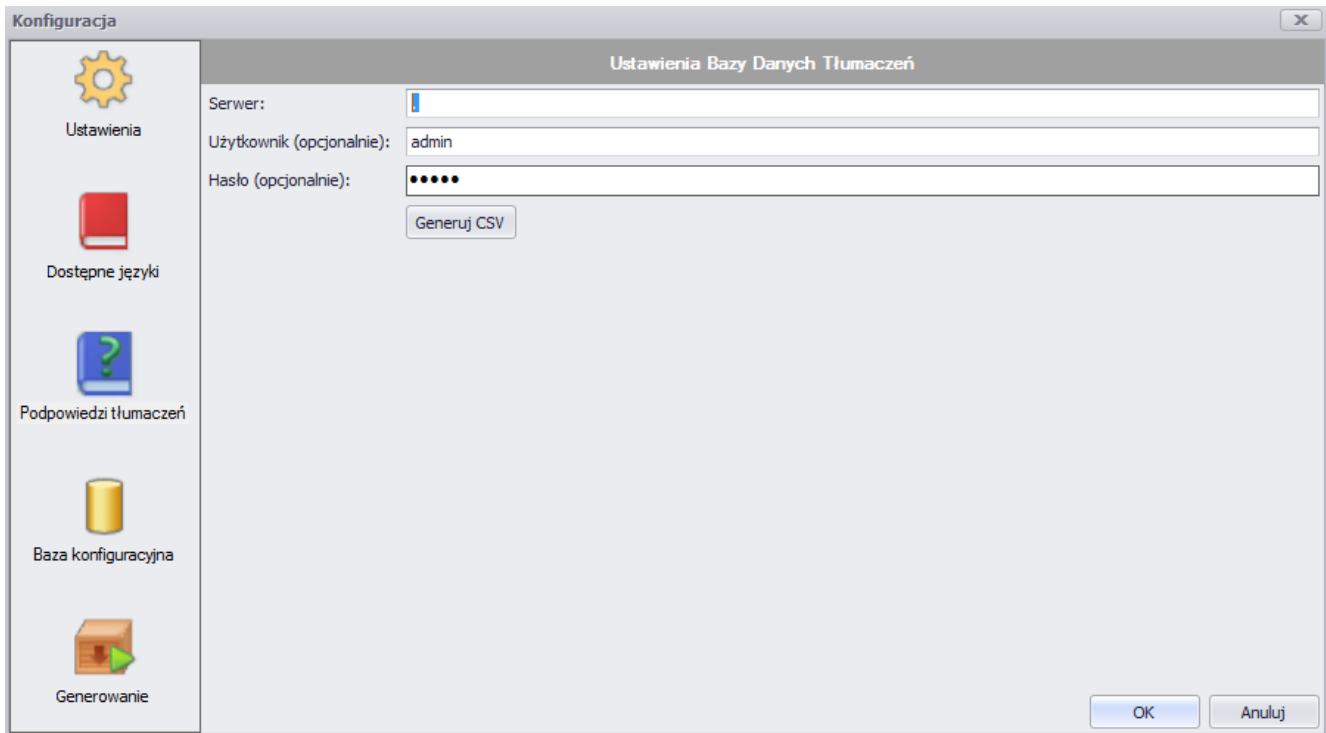 Konfiguracja
Ustawienia Bazy Danych Tłumaczeń
Ustawienia
Dostępne języki
Podpowiedzi tłumaczeń
Baza konfiguracyjna
Generowanie
Serwer: .
Użytkownik (opcjonalnie): admin
Hasło (opcjonalnie): •••••
Generuj CSV
OK
Anuluj